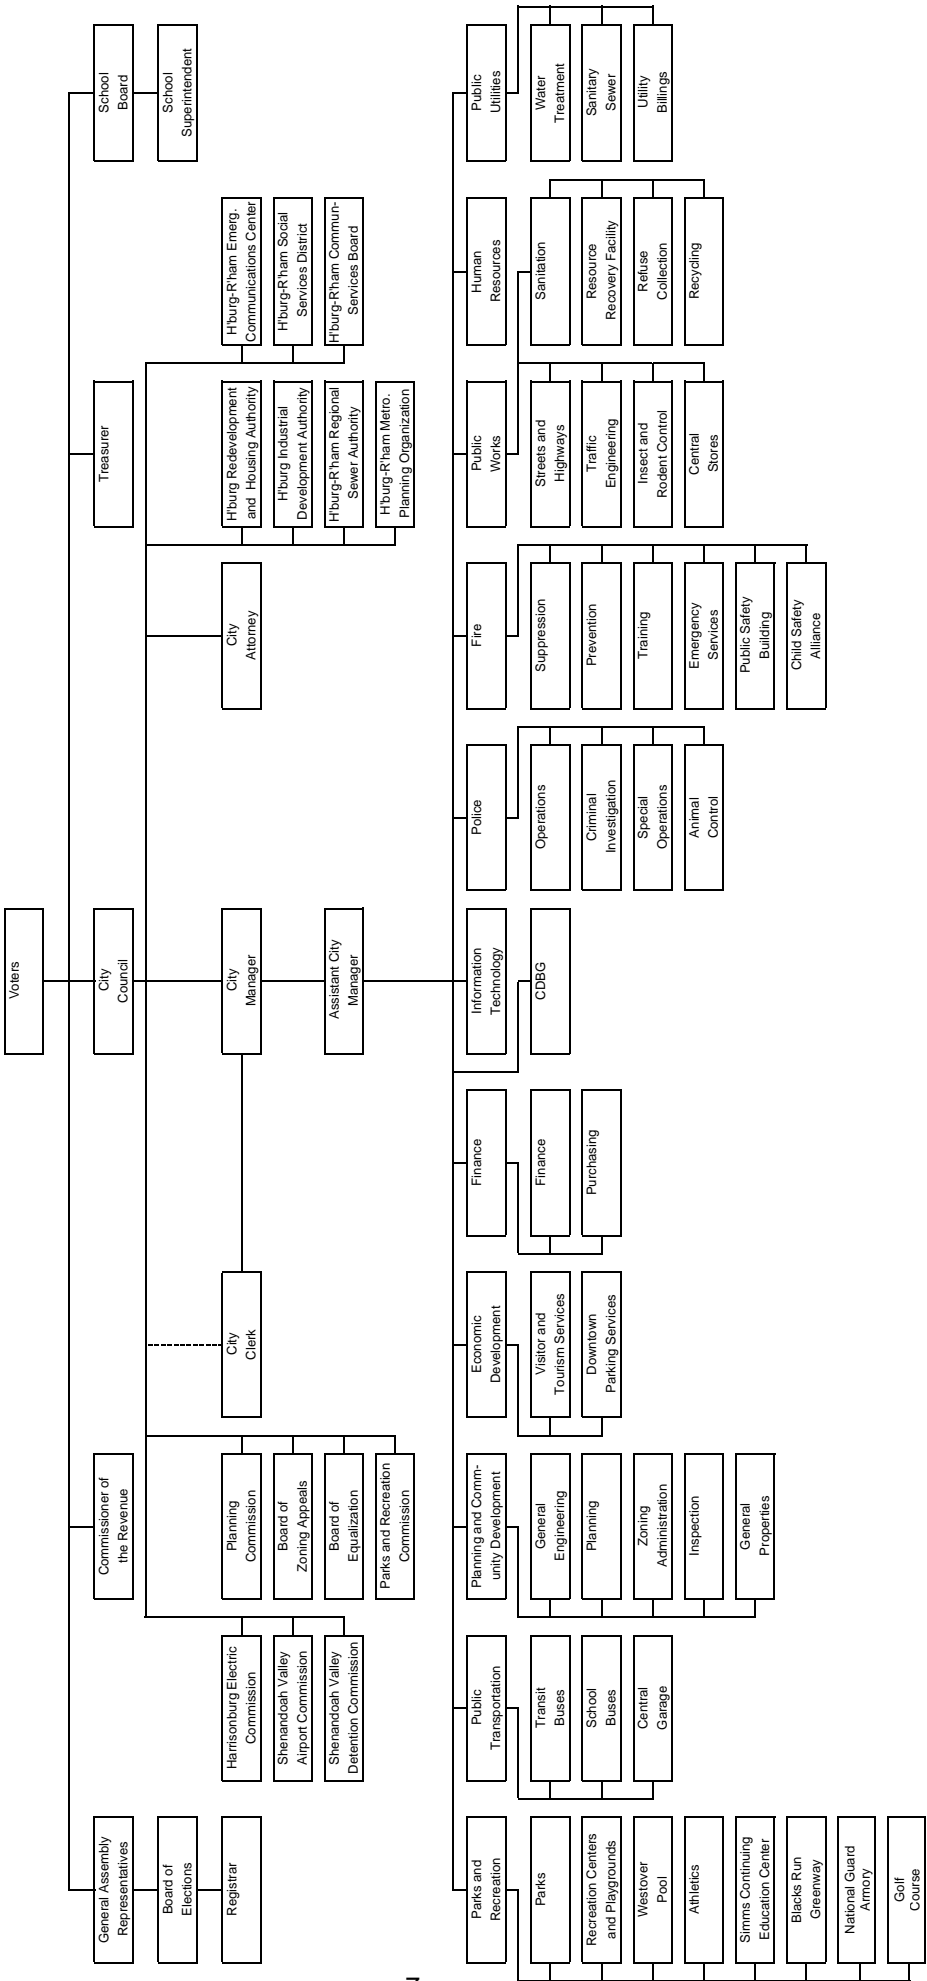 Voters
General Assembly
Representatives
Commissioner of
the Revenue
City
Council
Treasurer
School
Board
Board of
Elections
School
Superintendent
Registrar
Harrisonburg Electric
Commission
Shenandoah Valley
Airport Commission
Shenandoah Valley
Detention Commission
Planning
Commission
Board of
Zoning Appeals
Board of
Equalization
Parks and Recreation
Commission
City
Clerk
City
Manager
Assistant City
Manager
City
Attorney
H'burg Redevelopment
and Housing Authority
H'burg Industrial
Development Authority
H'burg-R'ham Regional
Sewer Authority
H'burg-R'ham Metro.
Planning Organization
H'burg-R'ham Emerg.
Communications Center
H'burg-R'ham Social
Services District
H'burg-R'ham Commun-
Services Board
Parks and
Recreation
Parks
Recreation Centers
and Playgrounds
Westover
Pool
Athletics
Simms Continuing
Education Center
Blacks Run
Greenway
National Guard
Armory
Golf
Course
Public
Transportation
Transit
Buses
School
Buses
Central
Garage
Planning and Comm-
unity Development
General
Engineering
Planning
Zoning
Administration
Inspection
General
Properties
Economic
Development
Visitor and
Tourism Services
Downtown
Parking Services
Finance
Finance
Purchasing
Information
Technology
CDBG
Police
Operations
Criminal
Investigation
Special
Operations
Animal
Control
Fire
Suppression
Prevention
Training
Emergency
Services
Public Safety
Building
Child Safety
Alliance
Public
Works
Streets and
Highways
Traffic
Engineering
Insect and
Rodent Control
Central
Stores
Human
Resources
Sanitation
Resource
Recovery Facility
Refuse
Collection
Recycling
Public
Utilities
Water
Treatment
Sanitary
Sewer
Utility
Billings